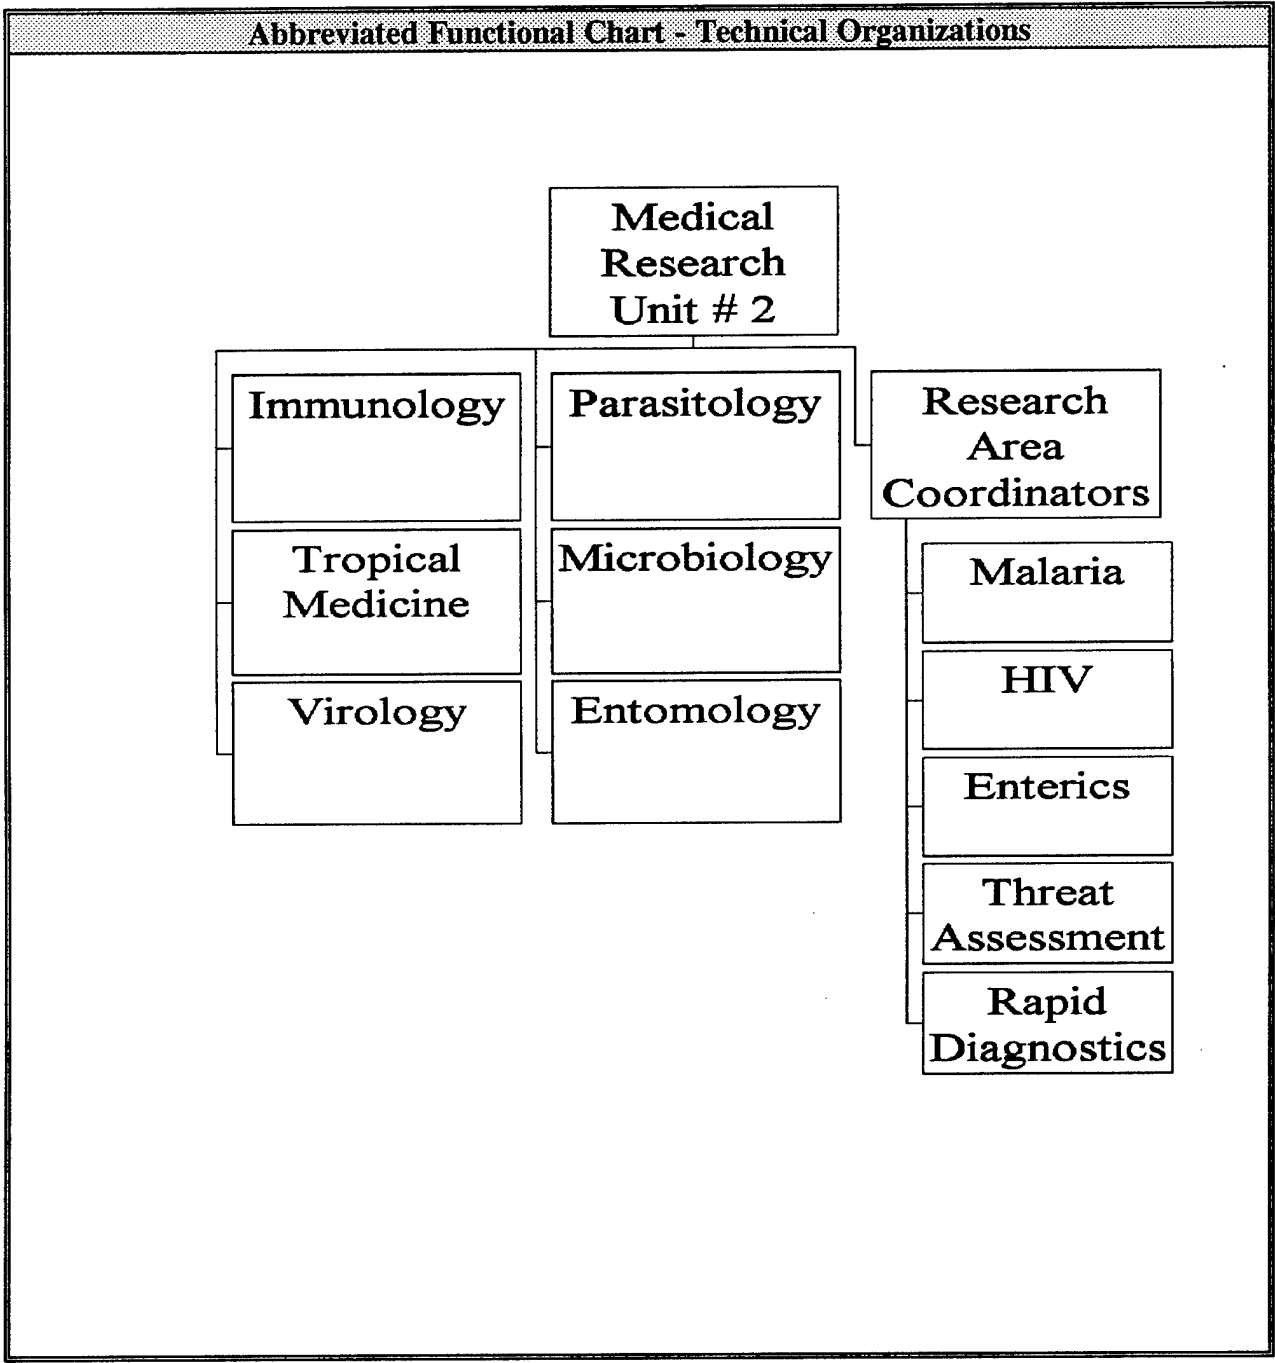 Abbreviated Functional Chart - Technical Organizations
Medical
Research
Unit # 2
Immunology
Tropical
Medicine
Virology
Parasitology
Microbiology
Entomology
Research
Area
Coordinators
Malaria
HIV
Enterics
Threat
Assessment
Rapid
Diagnostics